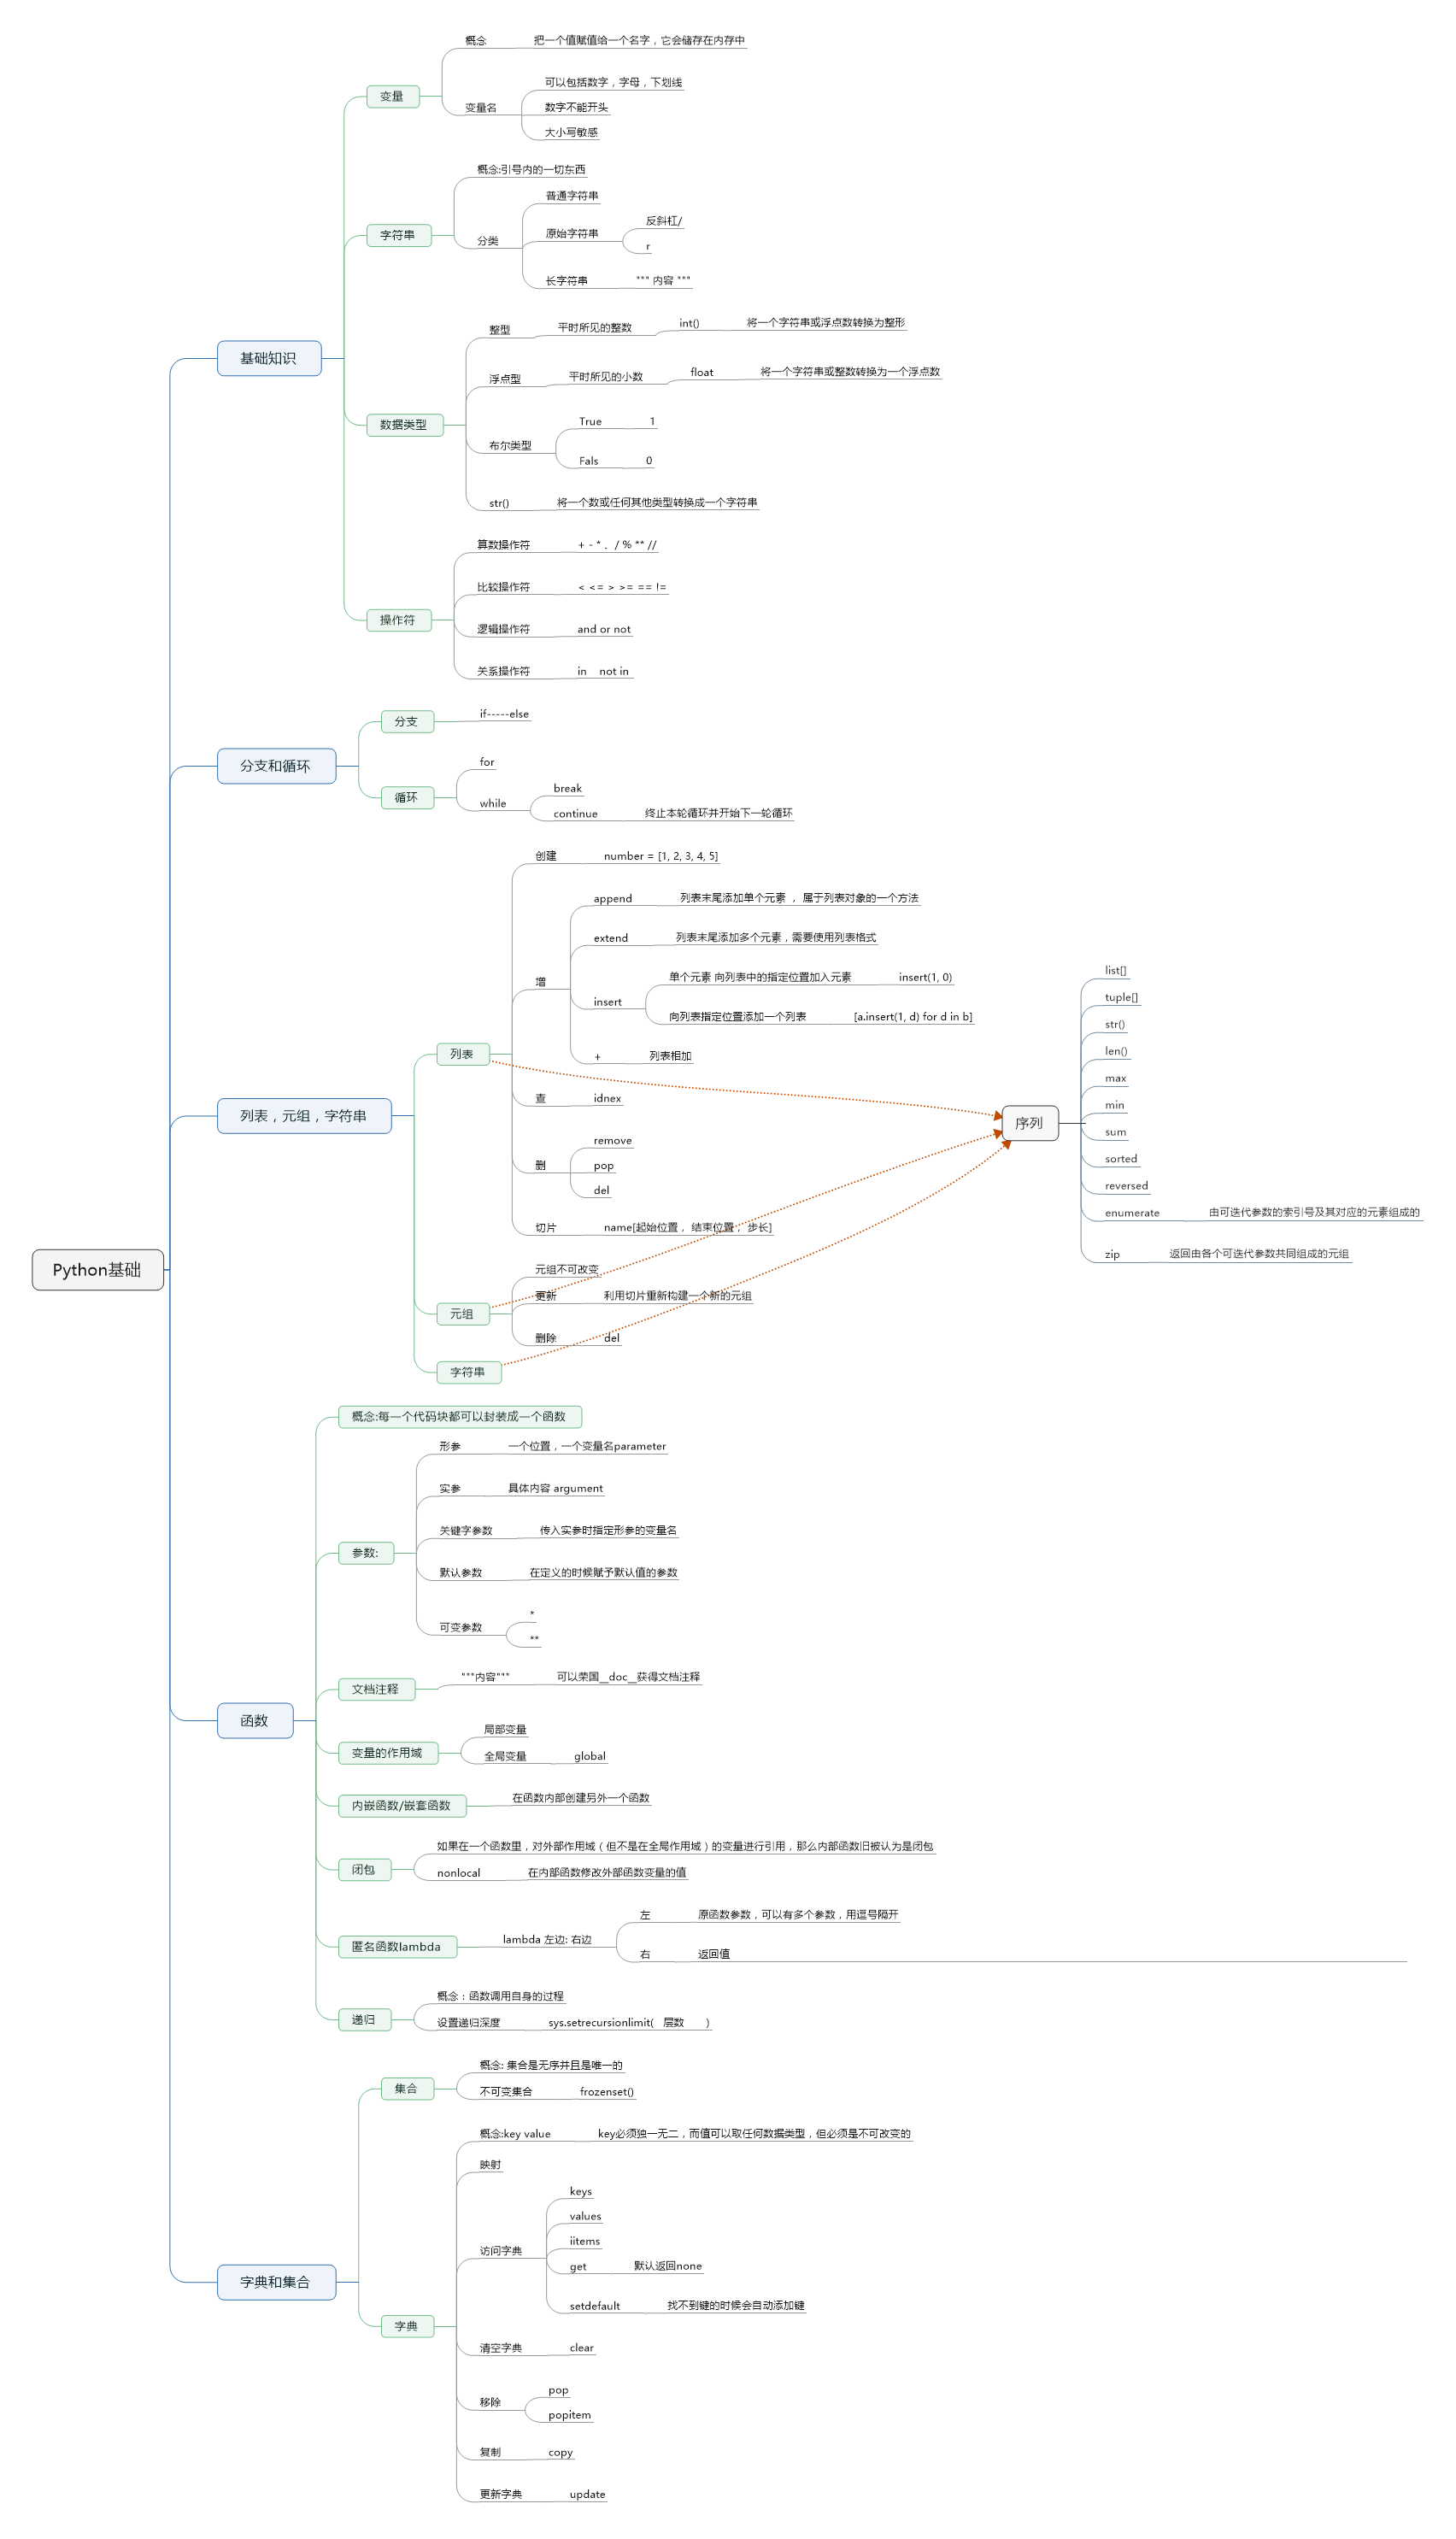 Python基础
基础知识
变量
概念
把一个值赋值给一个名字，它会储存在内存中
变量名
可以包括数字，字母，下划线
数字不能开头
大小写敏感
字符串
概念:引号内的一切东西
分类
普通字符串
原始字符串
反斜杠/
r
长字符串
""" 内容 """
数据类型
整型
平时所见的整数
int()
将一个字符串或浮点数转换为整形
浮点型
平时所见的小数
float
将一个字符串或整数转换为一个浮点数
布尔类型
True
1
Fals
0
str()
将一个数或任何其他类型转换成一个字符串
操作符
算数操作符
+ - * 、/ % ** //
比较操作符
< <= > >= == !=
逻辑操作符
and or not
关系操作符
in not in
分支和循环
分支
if-----else
循环
for
while
break
continue
终止本轮循环并开始下一轮循环
列表，元组，字符串
列表
创建
number = [1, 2, 3, 4, 5]
增
append
列表末尾添加单个元素 ， 属于列表对象的一个方法
extend
列表末尾添加多个元素，需要使用列表格式
insert
单个元素 向列表中的指定位置加入元素
insert(1, 0)
向列表指定位置添加一个列表
[a.insert(1, d) for d in b]
+
列表相加
查
idnex
删
remove
pop
del
切片
name[起始位置 ， 结束位置 ， 步长]
元组
元组不可改变
更新
利用切片重新构建一个新的元组
删除
del
字符串
序列
list[]
tuple[]
str()
len()
max
min
sum
sorted
reversed
enumerate
由可迭代参数的索引号及其对应的元素组成的
zip
返回由各个可迭代参数共同组成的元组
函数
概念:每一个代码块都可以封装成一个函数
参数:
形参
一个位置，一个变量名parameter
实参
具体内容 argument
关键字参数
传入实参时指定形参的变量名
默认参数
在定义的时候赋予默认值的参数
可变参数
*
**
文档注释
"""内容"""
可以荣国__doc__获得文档注释
变量的作用域
局部变量
全局变量
global
内嵌函数/嵌套函数
在函数内部创建另外一个函数
闭包
如果在一个函数里，对外部作用域（但不是在全局作用域）的变量进行引用，那么内部函数旧被认为是闭包
nonlocal
在内部函数修改外部函数变量的值
匿名函数lambda
lambda 左边: 右边
左
原函数参数，可以有多个参数，用逗号隔开
右
返回值
递归
概念：函数调用自身的过程
设置递归深度
sys.setrecursionlimit( 层数 )
字典和集合
集合
概念: 集合是无序并且是唯一的
不可变集合
frozenset()
字典
概念:key value
key必须独一无二，而值可以取任何数据类型，但必须是不可改变的
映射
访问字典
keys
values
iitems
get
默认返回none
setdefault
找不到键的时候会自动添加键
清空字典
clear
移除
pop
popitem
复制
copy
更新字典
update